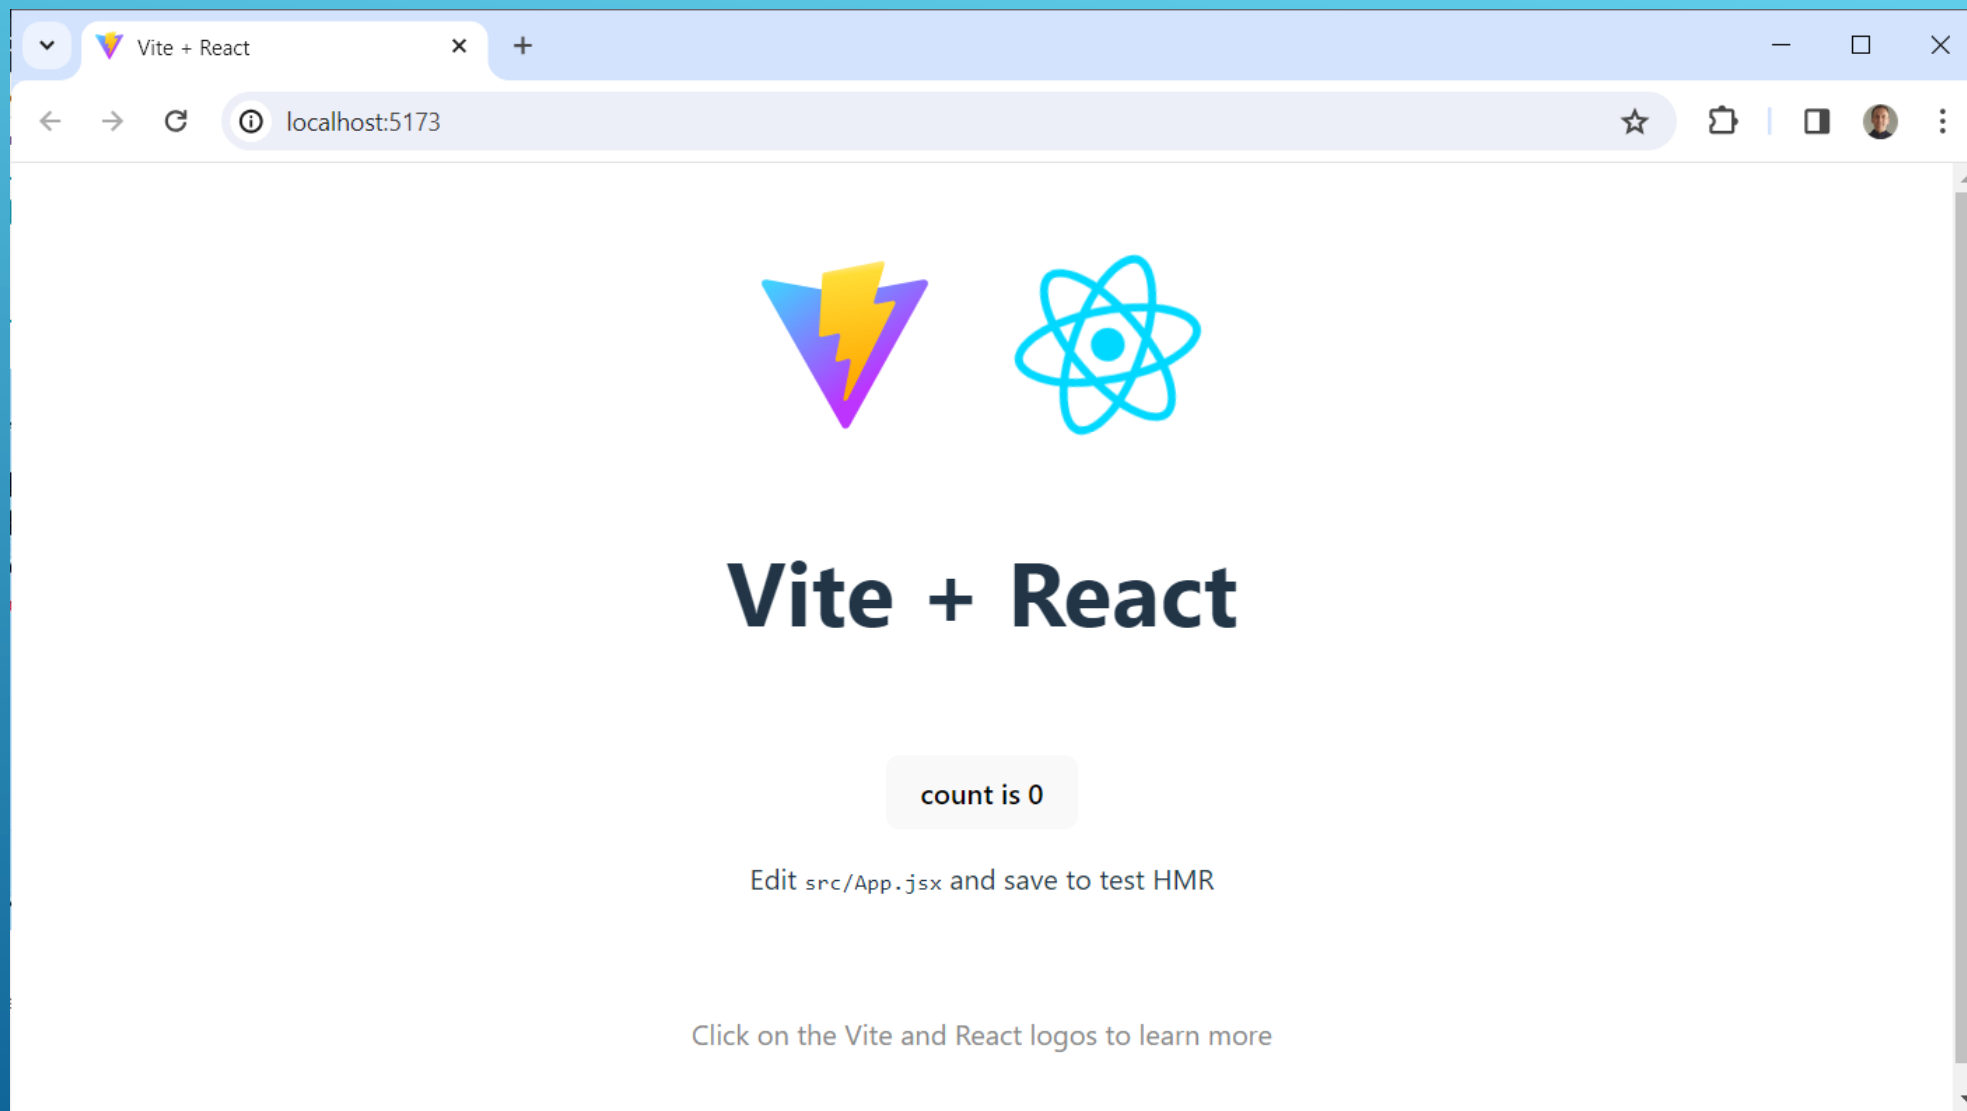 Vite + React
localhost:5173
Vite + React
count is 0
Edit src/App.jsx and save to test HMR
Click on the Vite and React logos to learn more